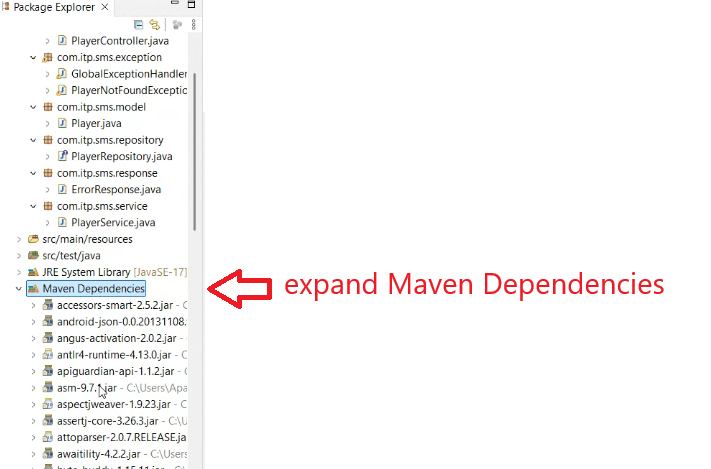 Package Explorer
PlayerController.java
com.itp.sms.exception
GlobalExceptionHandler
PlayerNotFoundExceptio
com.itp.sms.model
Player.java
com.itp.sms.repository
PlayerRepository.java
com.itp.sms.response
ErrorResponse.java
com.itp.sms.service
PlayerService.java
src/main/resources
src/test/java
JRE System Library [JavaSE-17]
Maven Dependencies
expand Maven Dependencies
accessors-smart-2.5.2.jar - C
android-json-0.0.20131108.
angus-activation-2.0.2.jar -
antlr4-runtime-4.13.0.jar -
apiguardian-api-1.1.2.jar -
asm-9.7.1.jar - C:\Users\Apa
aspectjweaver-1.9.23.jar -
assertj-core-3.26.3.jar - C:\
attoparser-2.0.7.RELEASE.ja
awaitility-4.2.2.jar - C:\User